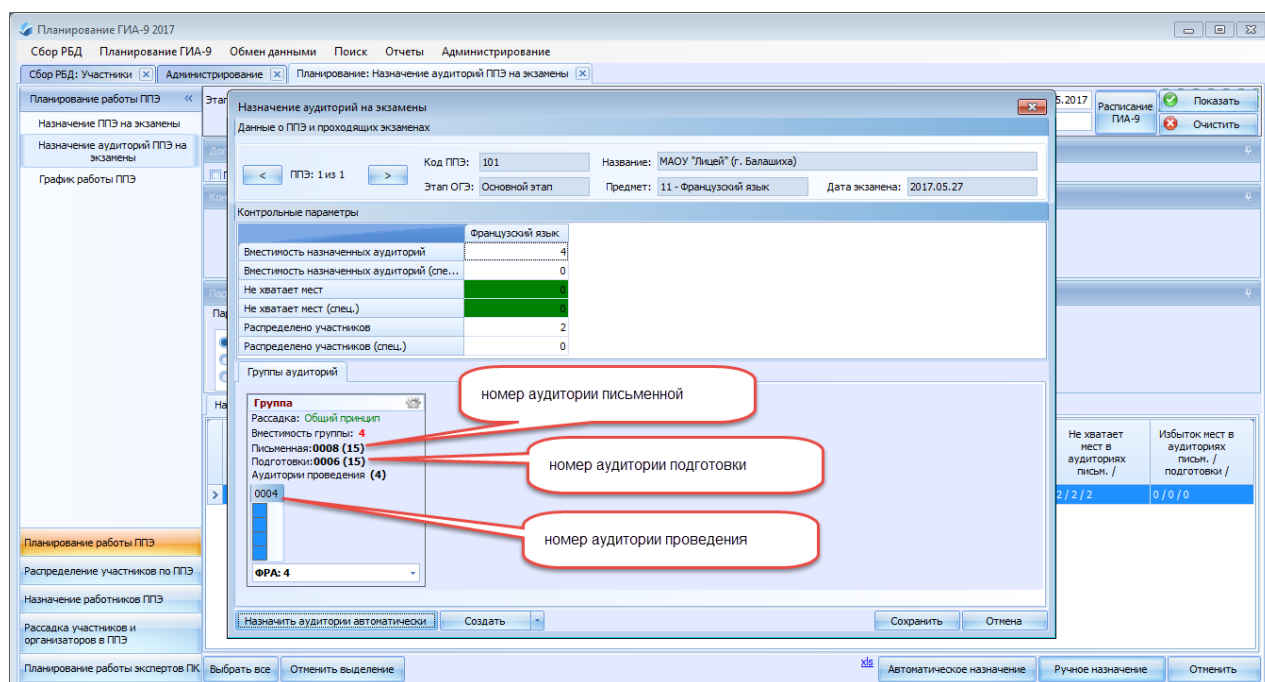 Планирование ГИА-9 2017
Сбор РБД Планирование ГИА-9 Обмен данными Поиск Отчеты Администрирование
Сбор РБД: Участники Администрирование Планирование: Назначение аудиторий ППЭ на экзамены
Планирование работы ППЭ
Назначение ППЭ на экзамены
Назначение аудиторий ППЭ на
экзамены
График работы ППЭ
Планирование работы ППЭ
Распределение участников по ППЭ
Назначение работников ППЭ
Рассадка участников и
организаторов в ППЭ
Планирование работы экспертов ПК
Этап
5.2017
Расписание
ГИА-9
Показать
Очистить
Назначение аудиторий на экзамены
Данные о ППЭ и проходящих экзаменах
< ППЭ: 1 из 1 >
Код ППЭ: 101 Название: МАОУ "Лицей" (г. Балашиха)
Этап ОГЭ: Основной этап Предмет: 11 - Французский язык Дата экзамена: 2017.05.27
Контрольные параметры
Французский язык
Вместимость назначенных аудиторий 4
Вместимость назначенных аудиторий (спе... 0
Не хватает мест 0
Не хватает мест (спец.) 0
Распределено участников 2
Распределено участников (спец.) 0
Группы аудиторий
Группа
Рассадка: Общий принцип
Вместимость группы: 4
Письменная:0008 (15)
Подготовки:0006 (15)
Аудитории проведения (4)
0004
ФРА: 4
номер аудитории письменной
номер аудитории подготовки
номер аудитории проведения
Назначить аудитории автоматически Создать Сохранить Отмена
Не хватает
мест в
аудиториях
письм. /
Избыток мест в
аудиториях
письм. /
подготовки /
2 / 2 / 2 0 / 0 / 0
Выбрать все Отменить выделение xls Автоматическое назначение Ручное назначение Отменить